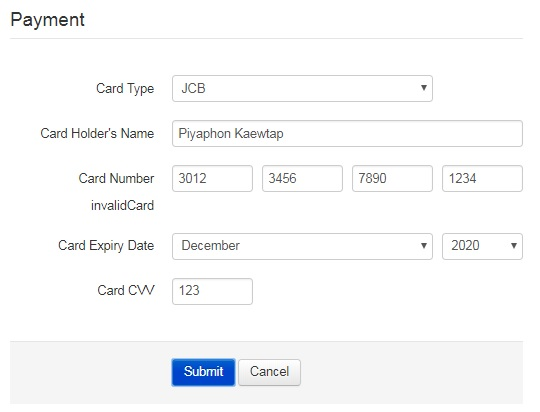 Payment
Card Type JCB
Card Holder's Name Piyaphon Kaewtap
Card Number 3012 3456 7890 1234
invalidCard
Card Expiry Date December 2020
Card CVV 123
Submit Cancel